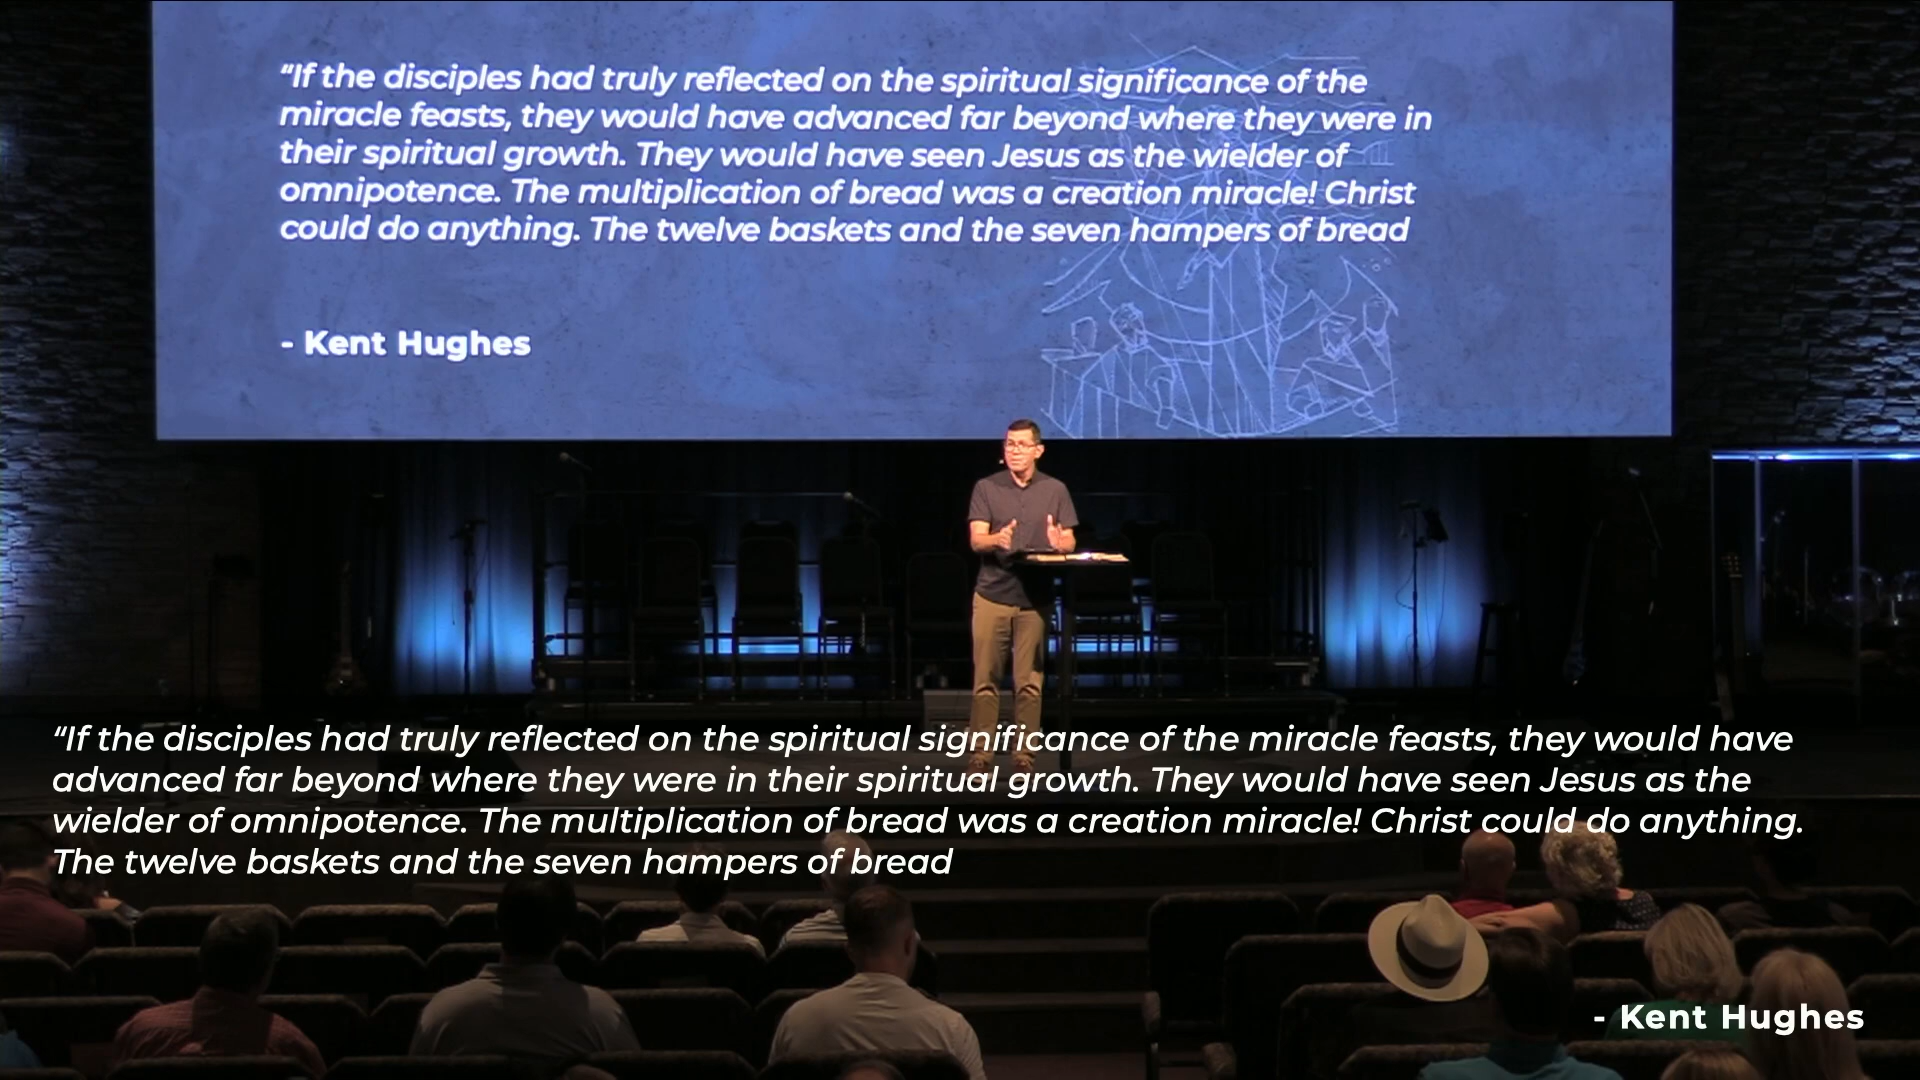 “If the disciples had truly reflected on the spiritual significance of the
miracle feasts, they would have advanced far beyond where they were in
their spiritual growth. They would have seen Jesus as the wielder of
omnipotence. The multiplication of bread was a creation miracle! Christ
could do anything. The twelve baskets and the seven hampers of bread
- Kent Hughes
“If the disciples had truly reflected on the spiritual significance of the miracle feasts, they would have
advanced far beyond where they were in their spiritual growth. They would have seen Jesus as the
wielder of omnipotence. The multiplication of bread was a creation miracle! Christ could do anything.
The twelve baskets and the seven hampers of bread
- Kent Hughes